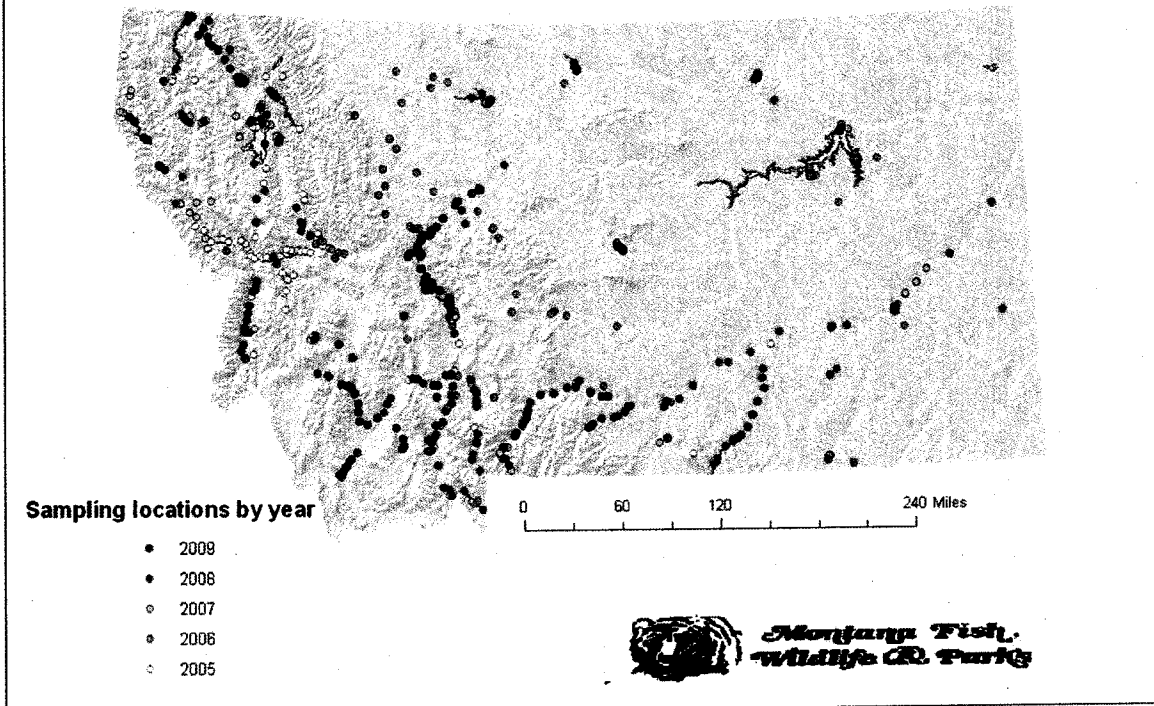 Sampling locations by year
0 60 120 240 Miles
2009
2008
2007
2006
2005
Montana Fish,
Wildlife & Parks